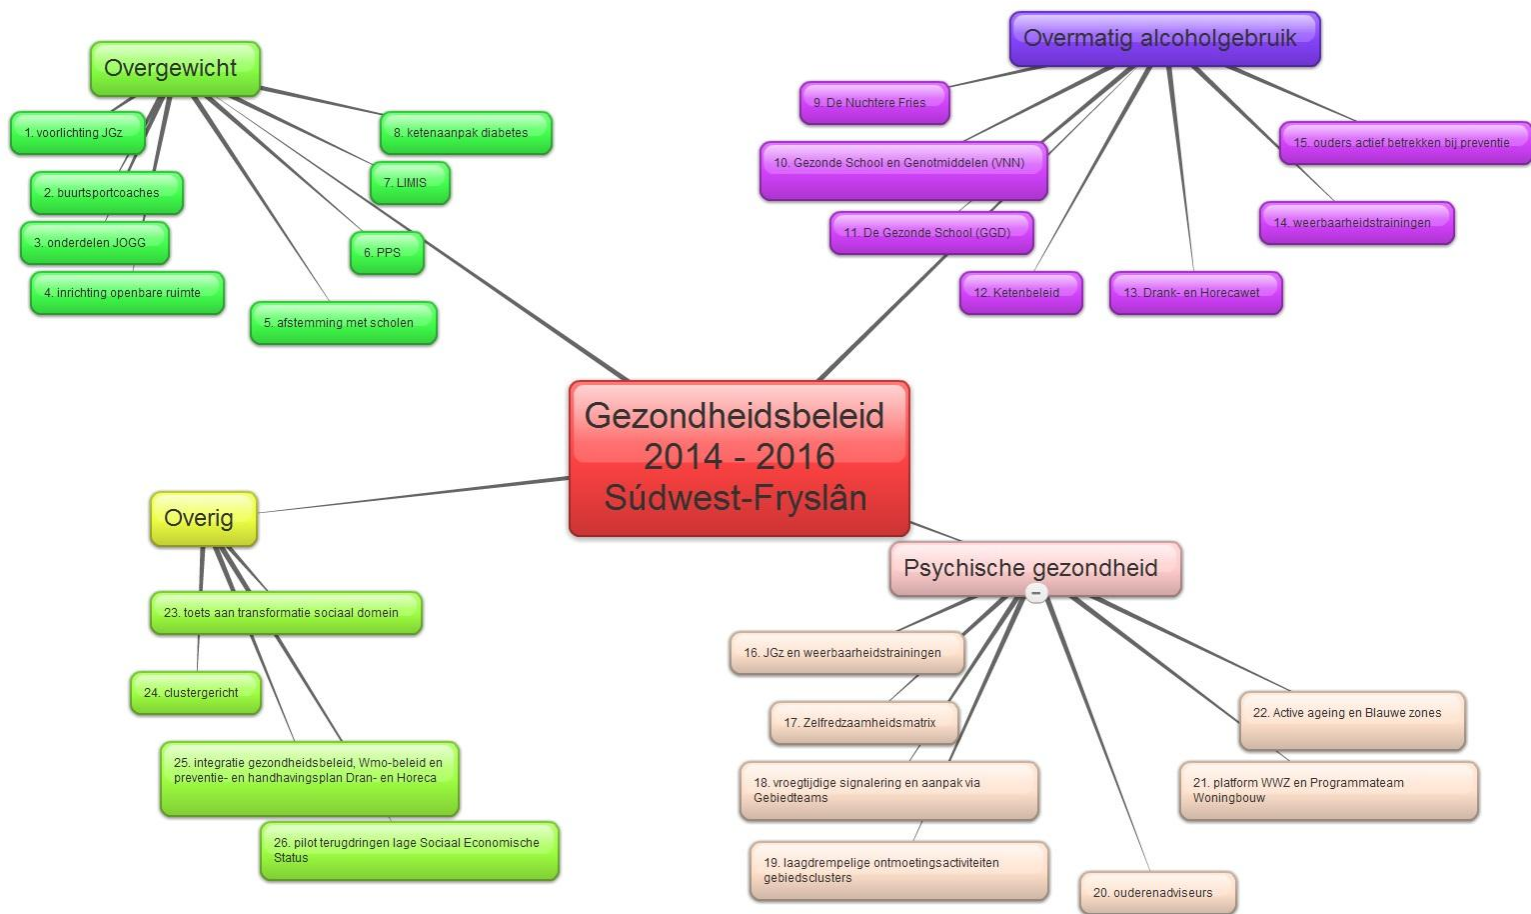 Overgewicht
1. voorlichting JGz
2. buurtsportcoaches
3. onderdelen JOGG
4. inrichting openbare ruimte
5. afstemming met scholen
6. PPS
7. LIMIS
8. ketenaanpak diabetes
Overmatig alcoholgebruik
9. De Nuchtere Fries
10. Gezonde School en Genotmiddelen (VNN)
11. De Gezonde School (GGD)
12. Ketenbeleid
13. Drank- en Horecawet
14. weerbaarheidstrainingen
15. ouders actief betrekken bij preventie
Gezondheidsbeleid
2014 - 2016
Súdwest-Fryslân
Psychische gezondheid
16. JGz en weerbaarheidstrainingen
17. Zelfredzaamheidsmatrix
18. vroegtijdige signalering en aanpak via
Gebiedteams
19. laagdrempelige ontmoetingsactiviteiten
gebiedsclusters
20. ouderenadviseurs
21. platform WWZ en Programmateam
Woningbouw
22. Active ageing en Blauwe zones
Overig
23. toets aan transformatie sociaal domein
24. clustergericht
25. integratie gezondheidsbeleid, Wmo-beleid en
preventie- en handhavingsplan Dran- en Horeca
26. pilot terugdringen lage Sociaal Economische
Status